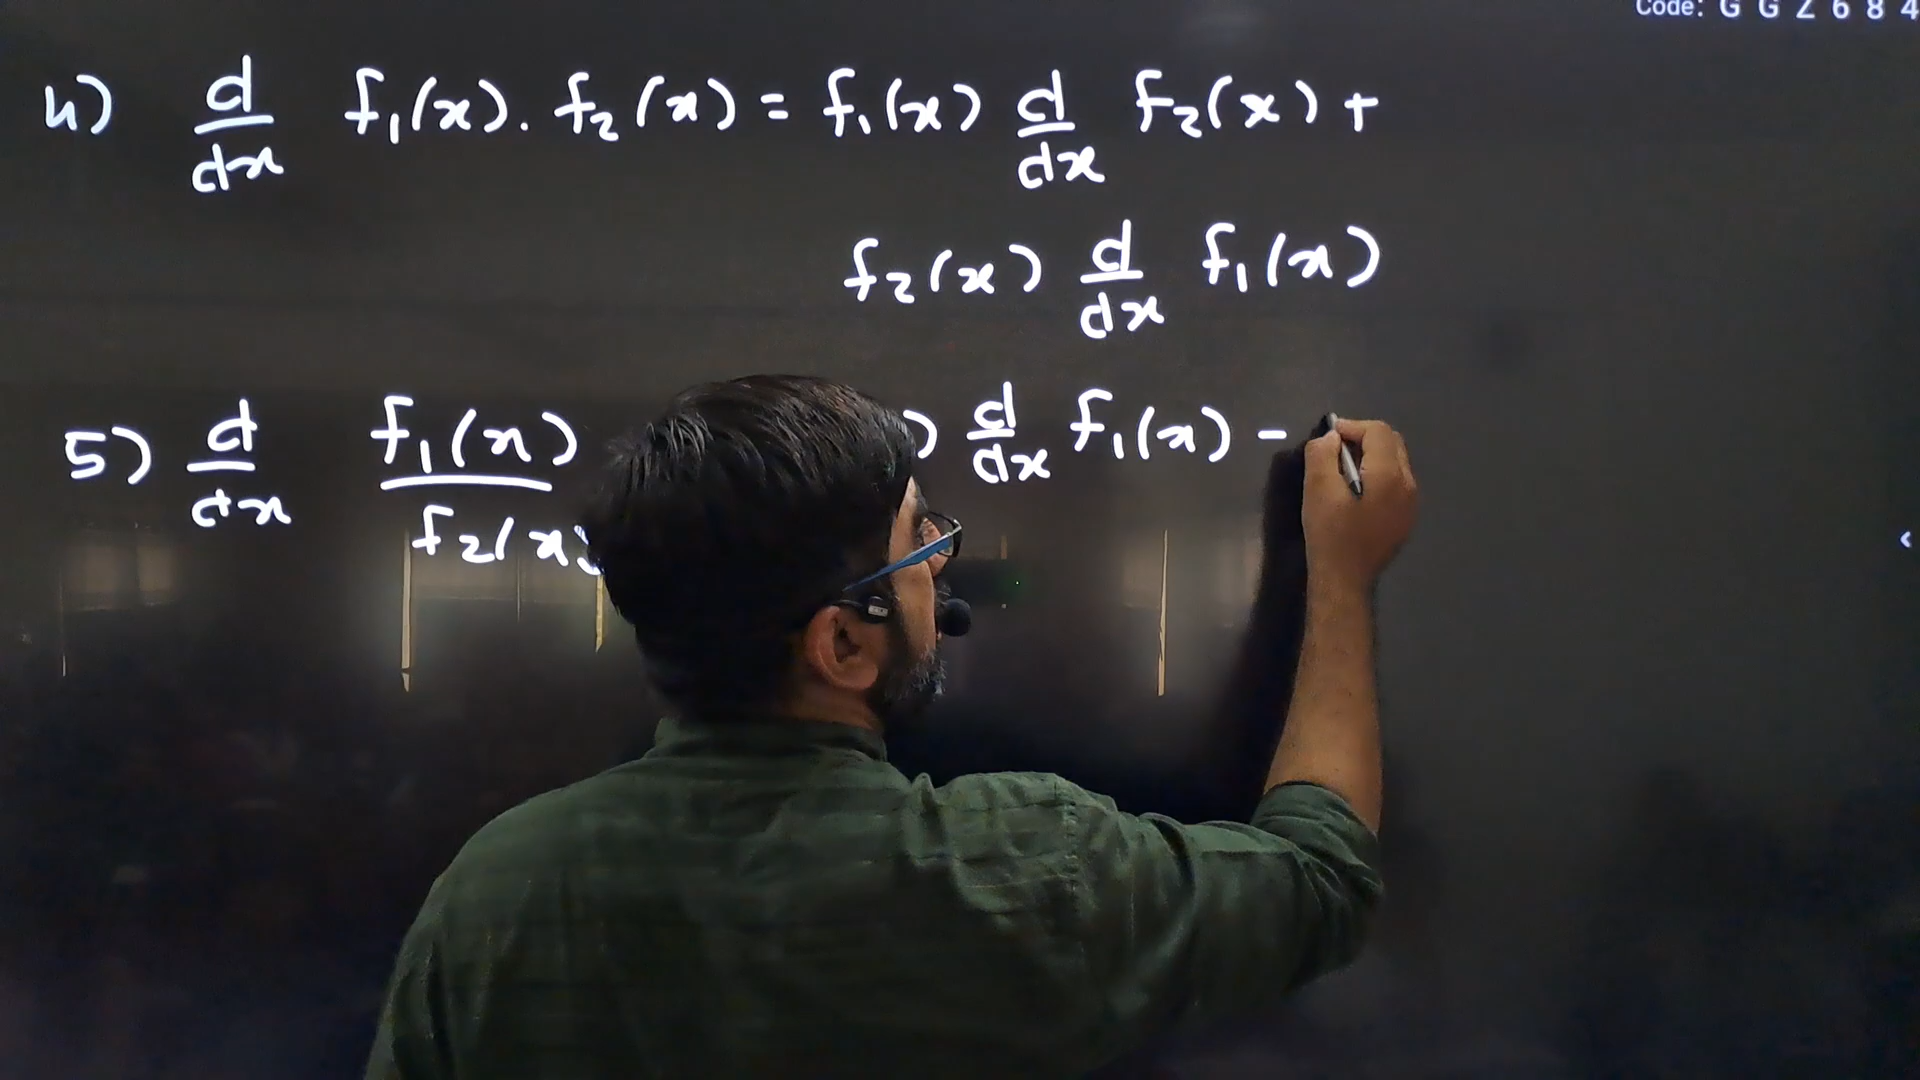 Code: G G Z 6 8 4
4) d/dx f₁(x). f₂(x) = f₁(x) d/dx f₂(x) +
f₂(x) d/dx f₁(x)
5) d/dx f₁(x)/f₂(x) ) d/dx f₁(x) -